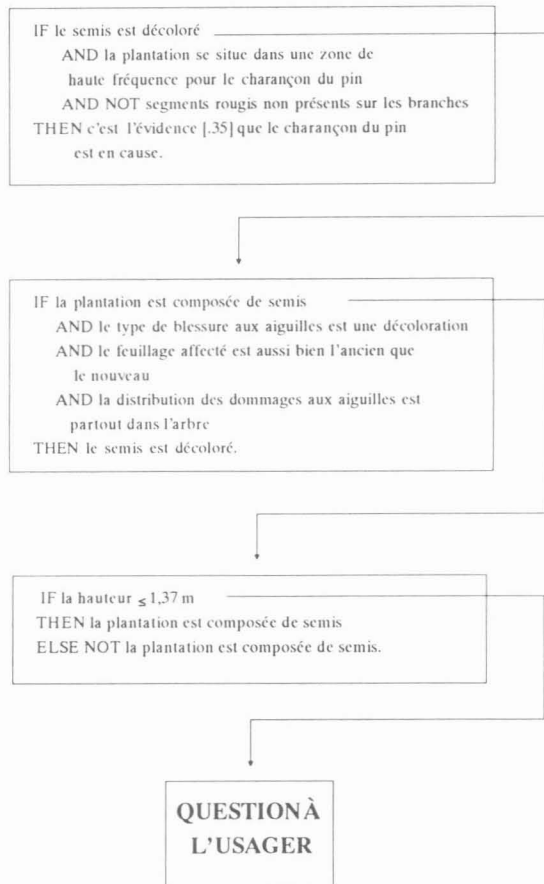 IF le semis est décoloré
AND la plantation se situe dans une zone de
haute fréquence pour le charançon du pin
AND NOT segments rougis non présents sur les branches
THEN c'est l'évidence [.35] que le charançon du pin
est en cause.
IF la plantation est composée de semis
AND le type de blessure aux aiguilles est une décoloration
AND le feuillage affecté est aussi bien l'ancien que
le nouveau
AND la distribution des dommages aux aiguilles est
partout dans l'arbre
THEN le semis est décoloré.
IF la hauteur ≤ 1,37 m
THEN la plantation est composée de semis
ELSE NOT la plantation est composée de semis.
QUESTION À
L'USAGER